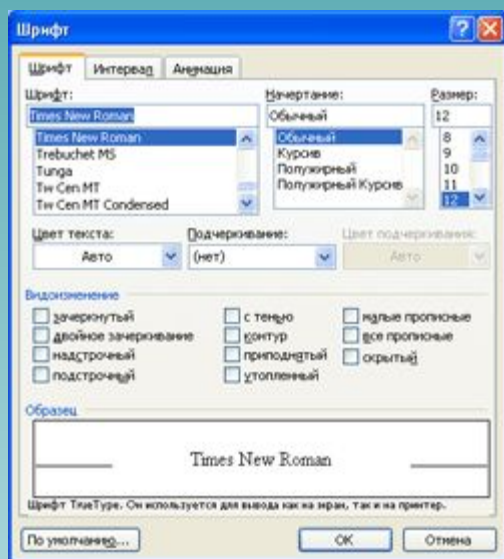 Шрифт
Шрифт Интервал Анимация
Шрифт: Начертание: Размер:
Times New Roman Обычный 12
Times New Roman Обычный 8
Trebuchet MS Курсив 9
Tunga Полужирный 10
Tw Cen MT Полужирный Курсив 11
Tw Cen MT Condensed 12
Цвет текста: Подчеркивание: Цвет подчеркивания:
Авто (нет) Авто
Видоизменение
зачеркнутый с тенью малые прописные
двойное зачеркивание контур все прописные
надстрочный приподнятый скрытый
подстрочный утопленный
Образец
Times New Roman
Шрифт TrueType. Он используется для вывода как на экран, так и на принтер.
По умолчанию... ОК Отмена